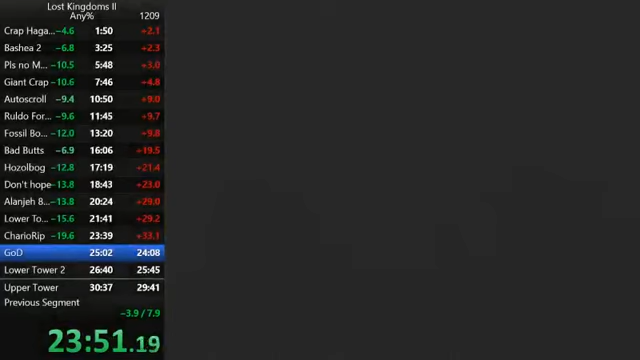 Lost Kingdoms II
Any% 1209
Crap Haga... −4.6 1:50 +2.1
Bashea 2 −6.8 3:25 +2.3
Pls no M... −10.5 5:48 +3.0
Giant Crap −10.6 7:46 +4.8
Autoscroll −9.4 10:50 +9.0
Ruldo For... −9.6 11:45 +9.7
Fossil Bo... −12.0 13:20 +9.8
Bad Butts −6.9 16:06 +19.5
Hozolbog −12.8 17:19 +21.4
Don't hope −13.8 18:43 +23.0
Alanjeh B... −13.8 20:24 +29.0
Lower To... −15.6 21:41 +29.2
CharioRip −19.6 23:39 +33.1
GoD 25:02 24:08
Lower Tower 2 26:40 25:45
Upper Tower 30:37 29:41
Previous Segment
−3.9 / 7.9
23:51.19